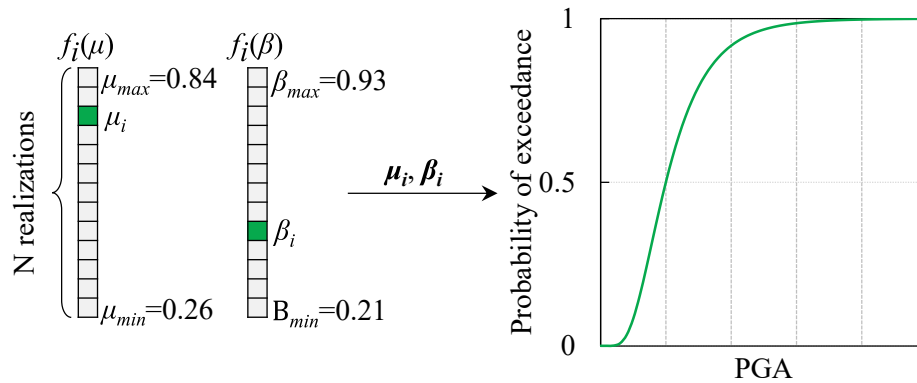 f_i(μ)
f_i(β)
μ_max=0.84
β_max=0.93
μ_i
β_i
μ_min=0.26
Β_min=0.21
N realizations
μ_i, β_i
Probability of exceedance
1
0.5
0
PGA